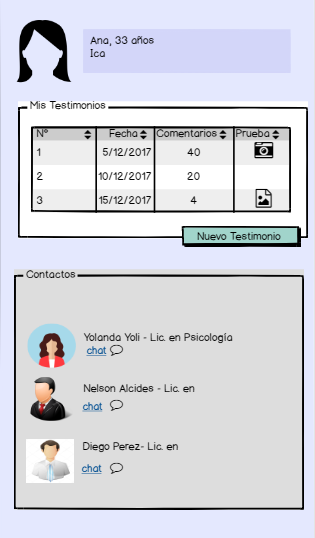 Ana, 33 años
Ica
Mis Testimonios
N° Fecha Comentarios Prueba
1 5/12/2017 40
2 10/12/2017 20
3 15/12/2017 4
Nuevo Testimonio
Contactos
Yolanda Yoli - Lic. en Psicología
chat
Nelson Alcides - Lic. en
chat
Diego Perez- Lic. en
chat